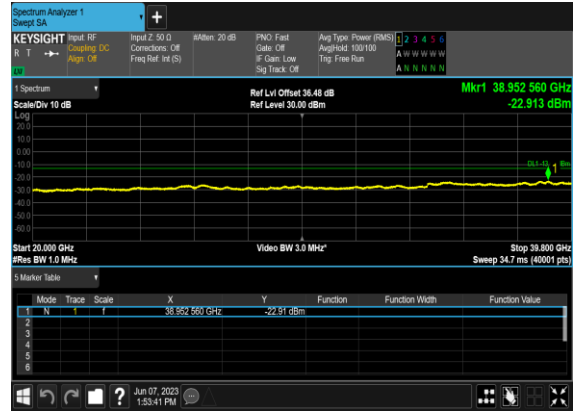 Spectrum Analyzer 1
Swept SA
KEYSIGHT Input: RF Input Z: 50 Ω #Atten: 20 dB PNO: Fast Avg Type: Power (RMS) 1 2 3 4 5 6
R T Coupling: DC Corrections: Off Gate: Off Avg|Hold: 100/100 A W W W W W
Align: Off Freq Ref: Int (S) IF Gain: Low Trig: Free Run
Sig Track: Off A N N N N N
1 Spectrum Ref Lvl Offset 36.48 dB Mkr1 38.952 560 GHz
Scale/Div 10 dB Ref Level 30.00 dBm -22.913 dBm
Log
20.0
10.0
0.00
-10.0 DL1 -13 1
-20.0
-30.0
-40.0
-50.0
-60.0
Start 20.000 GHz Video BW 3.0 MHz* Stop 39.800 GHz
#Res BW 1.0 MHz Sweep 34.7 ms (40001 pts)
5 Marker Table
Mode Trace Scale X Y Function Function Width Function Value
1 N 1 f 38.952 560 GHz -22.91 dBm
2
3
4
5
6
? Jun 07, 2023
1:53:41 PM